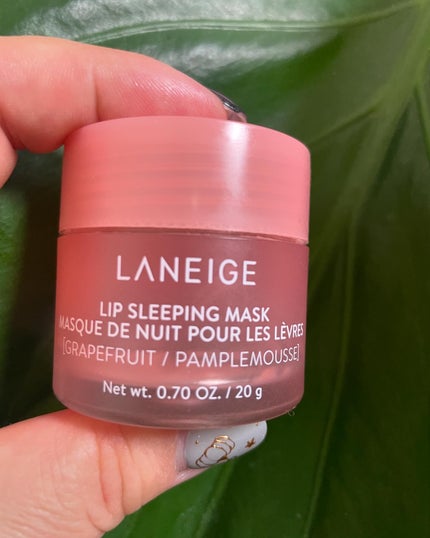 LANEIGE
LIP SLEEPING MASK
MASQUE DE NUIT POUR LES LÈVRES
[GRAPEFRUIT / PAMPLEMOUSSE]
Net wt. 0.70 OZ. / 20 g